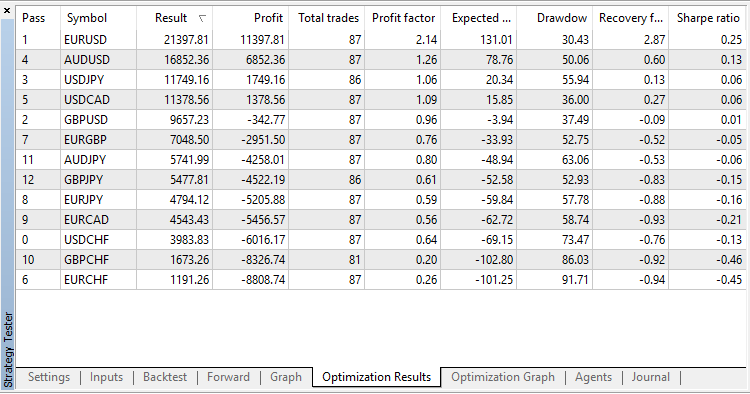 Pass Symbol Result Profit Total trades Profit factor Expected ... Drawdow Recovery f... Sharpe ratio
1 EURUSD 21397.81 11397.81 87 2.14 131.01 30.43 2.87 0.25
4 AUDUSD 16852.36 6852.36 87 1.26 78.76 50.06 0.60 0.13
3 USDJPY 11749.16 1749.16 86 1.06 20.34 55.94 0.13 0.06
5 USDCAD 11378.56 1378.56 87 1.09 15.85 36.00 0.27 0.06
2 GBPUSD 9657.23 -342.77 87 0.96 -3.94 37.49 -0.09 0.01
7 EURGBP 7048.50 -2951.50 87 0.76 -33.93 52.75 -0.52 -0.05
11 AUDJPY 5741.99 -4258.01 87 0.80 -48.94 63.06 -0.53 -0.06
12 GBPJPY 5477.81 -4522.19 86 0.61 -52.58 52.93 -0.83 -0.15
8 EURJPY 4794.12 -5205.88 87 0.59 -59.84 57.78 -0.88 -0.16
9 EURCAD 4543.43 -5456.57 87 0.56 -62.72 58.74 -0.93 -0.21
0 USDCHF 3983.83 -6016.17 87 0.64 -69.15 73.47 -0.76 -0.13
10 GBPCHF 1673.26 -8326.74 81 0.20 -102.80 86.03 -0.92 -0.46
6 EURCHF 1191.26 -8808.74 87 0.26 -101.25 91.71 -0.94 -0.45
Strategy Tester
Settings Inputs Backtest Forward Graph Optimization Results Optimization Graph Agents Journal